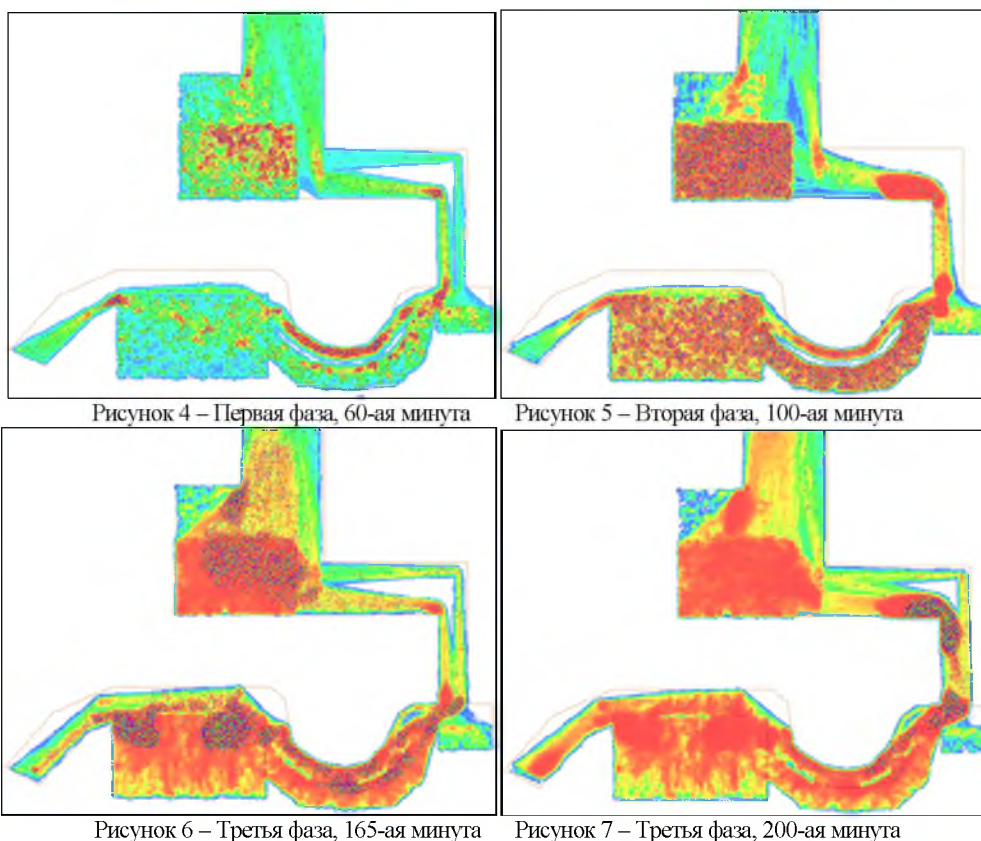 Рисунок 4 – Первая фаза, 60-ая минута
Рисунок 5 – Вторая фаза, 100-ая минута
Рисунок 6 – Третья фаза, 165-ая минута
Рисунок 7 – Третья фаза, 200-ая минута